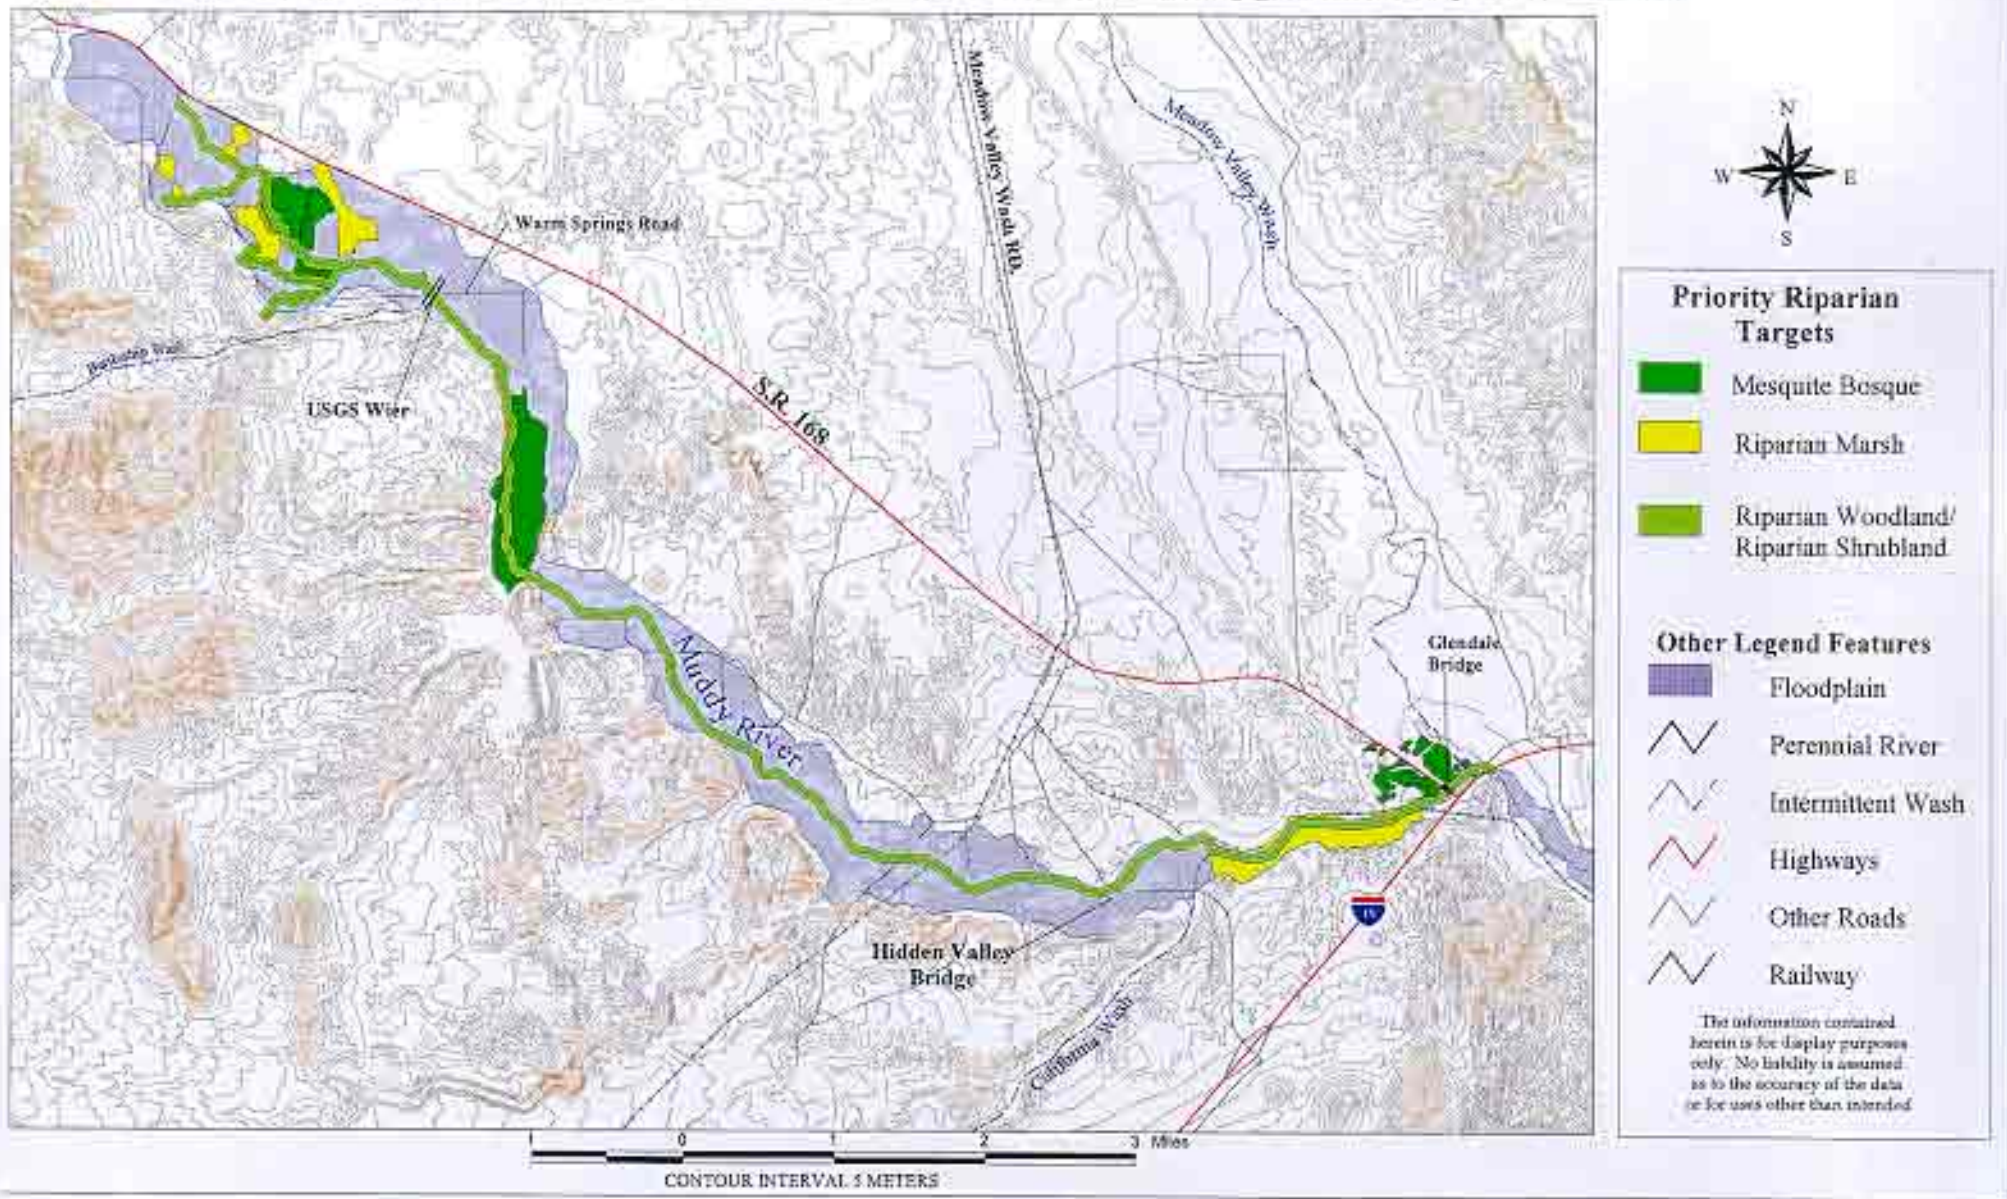 Meadow Valley Wash RD.
Meadow Valley Wash
Warm Springs Road
USGS Wier
S.R. 168
Muddy River
Glendale
Bridge
Hidden Valley
Bridge
California Wash
Wash
15
N
W E
S
Priority Riparian
Targets
Mesquite Bosque
Riparian Marsh
Riparian Woodland/
Riparian Shrubland
Other Legend Features
Floodplain
Perennial River
Intermittent Wash
Highways
Other Roads
Railway
The information contained
herein is for display purposes
only. No liability is assumed
as to the accuracy of the data
or for uses other than intended
1 0 1 2 3 Miles
CONTOUR INTERVAL 5 METERS